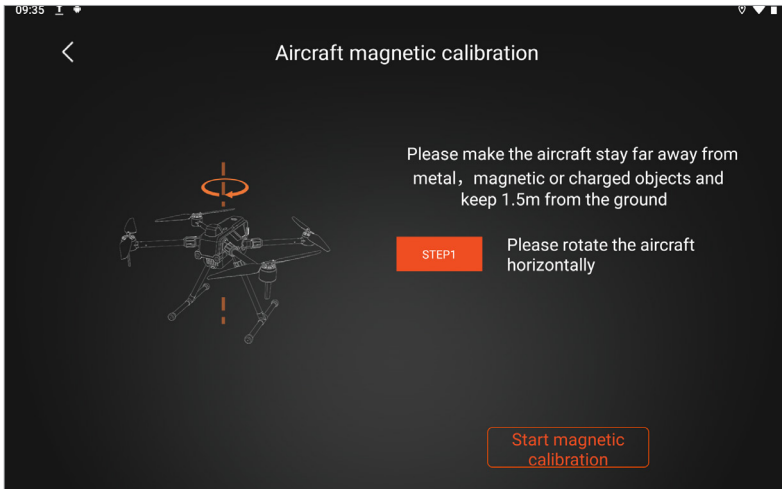 09:35
Aircraft magnetic calibration
Please make the aircraft stay far away from
metal，magnetic or charged objects and
keep 1.5m from the ground
STEP1
Please rotate the aircraft
horizontally
Start magnetic
calibration